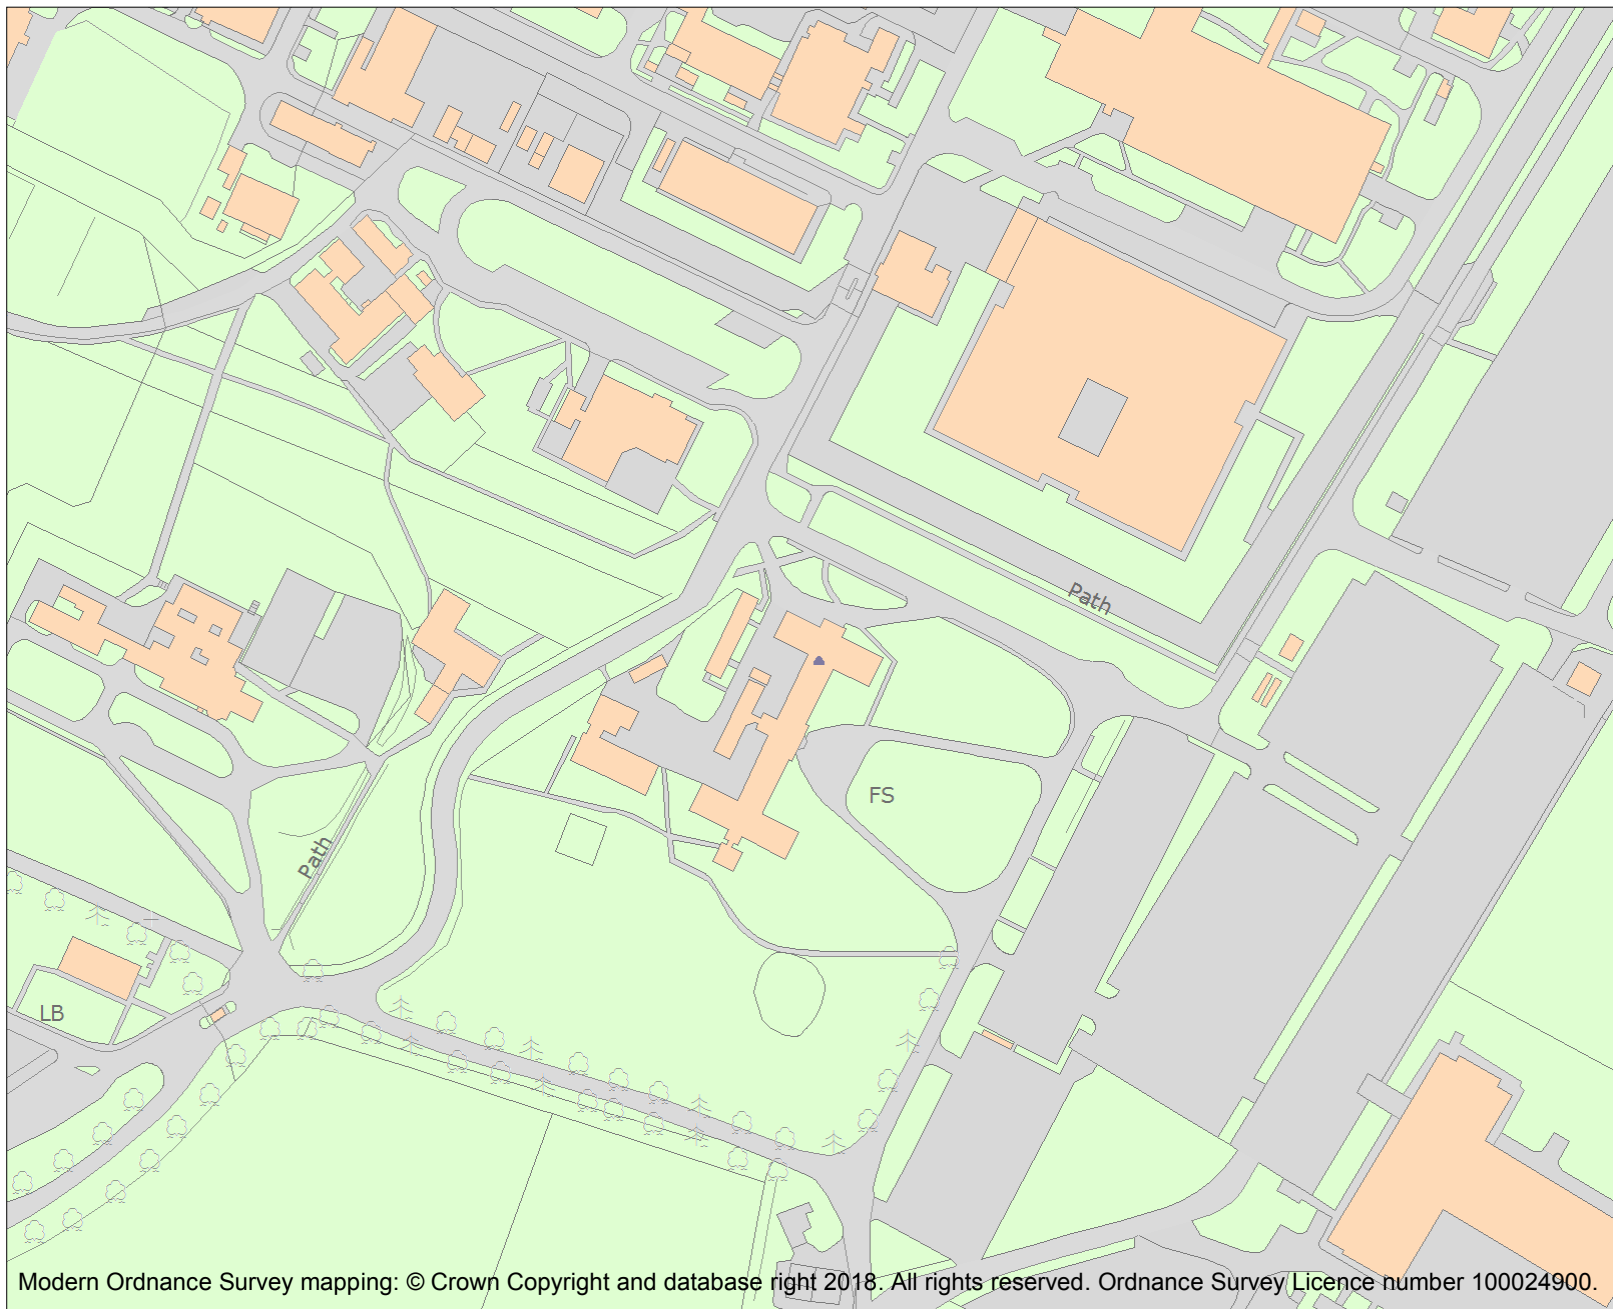 Path
FS
Path
LB
Modern Ordnance Survey mapping: © Crown Copyright and database right 2018. All rights reserved. Ordnance Survey Licence number 100024900.